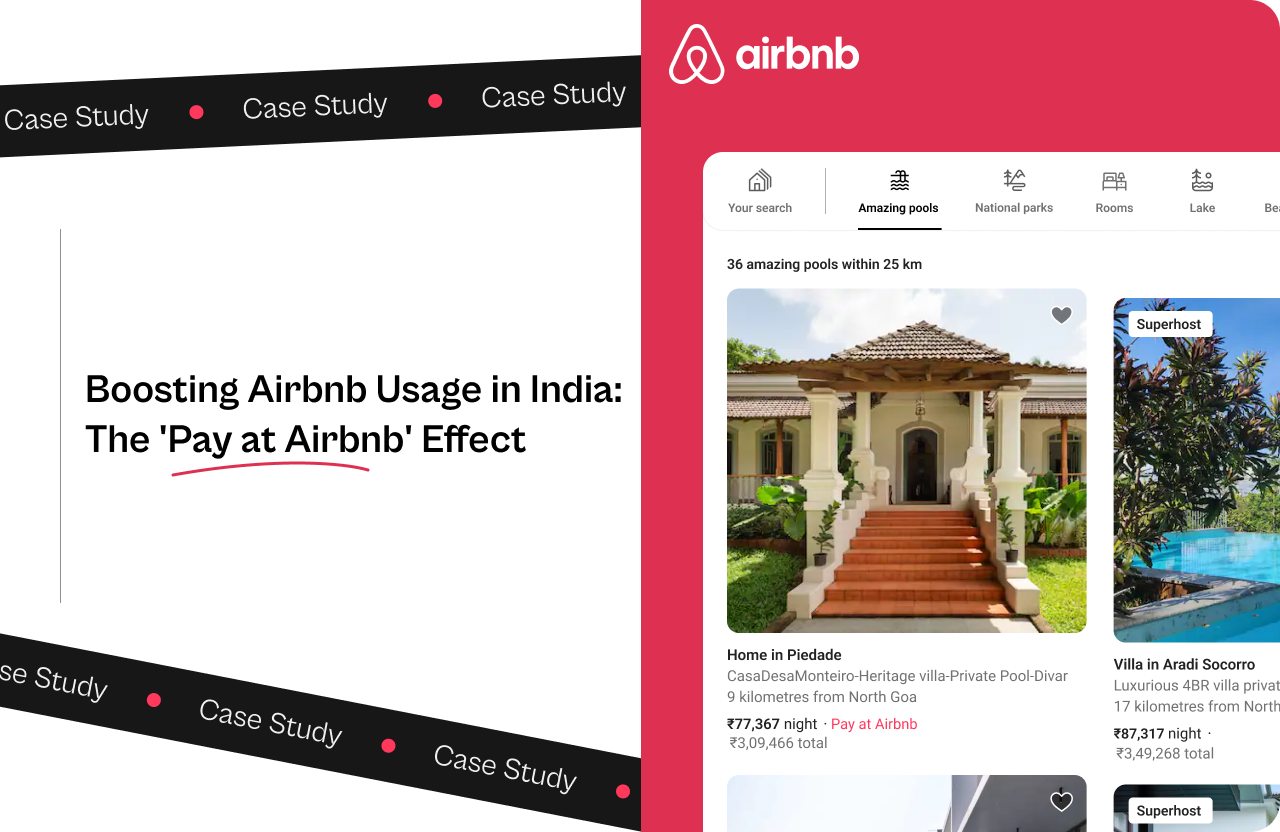 Case Study
Case Study
Case Study
Boosting Airbnb Usage in India:
The 'Pay at Airbnb' Effect
Study
Case Study
Case Study
airbnb
Your search
Amazing pools
National parks
Rooms
Lake
36 amazing pools within 25 km
Home in Piedade
CasaDesaMonteiro-Heritage villa-Private Pool-Divar
9 kilometres from North Goa
₹77,367 night · Pay at Airbnb
₹3,09,466 total
Superhost
Villa in Aradi Socorro
Luxurious 4BR villa privat
17 kilometres from North
₹87,317 night ·
₹3,49,268 total
Superhost